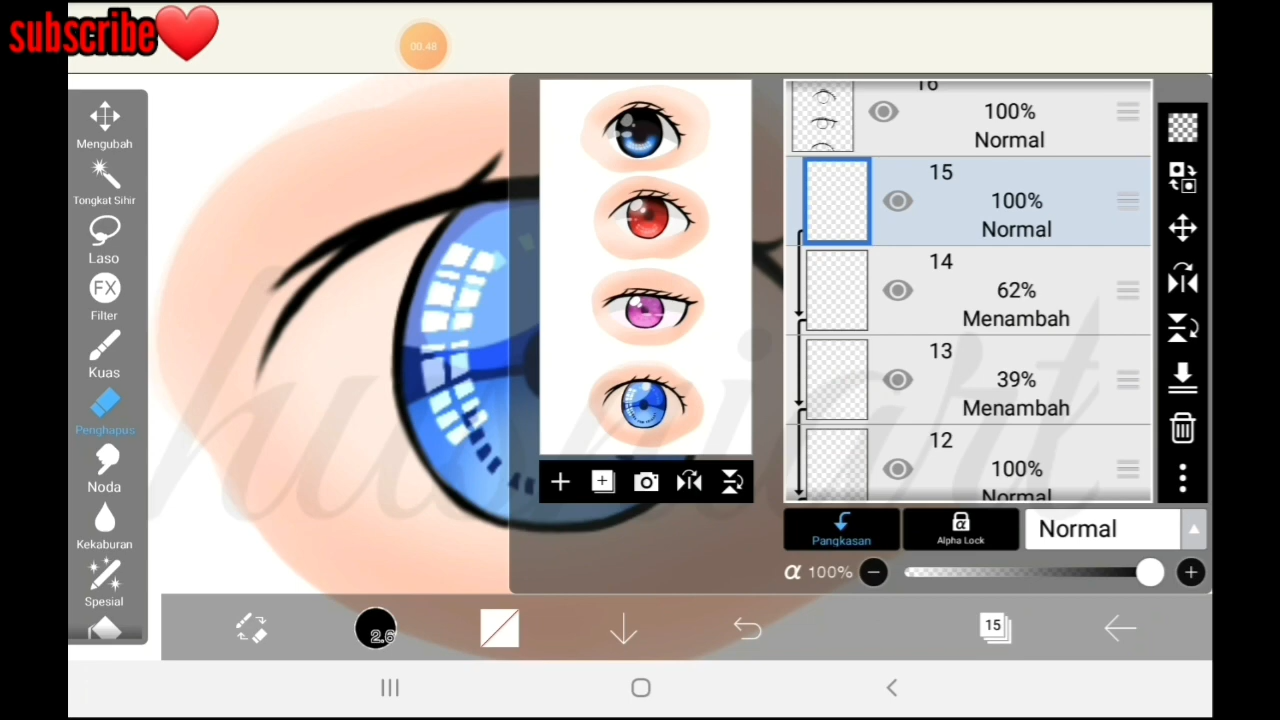 subscribe
00.48
Mengubah
Tongkat Sihir
Laso
FX
Filter
Kuas
Penghapus
Noda
Kekaburan
Spesial
16
100%
Normal
15
100%
Normal
14
62%
Menambah
13
39%
Menambah
12
100%
Normal
Pangkasan
α
Alpha Lock
Normal
α 100%
2.6
15